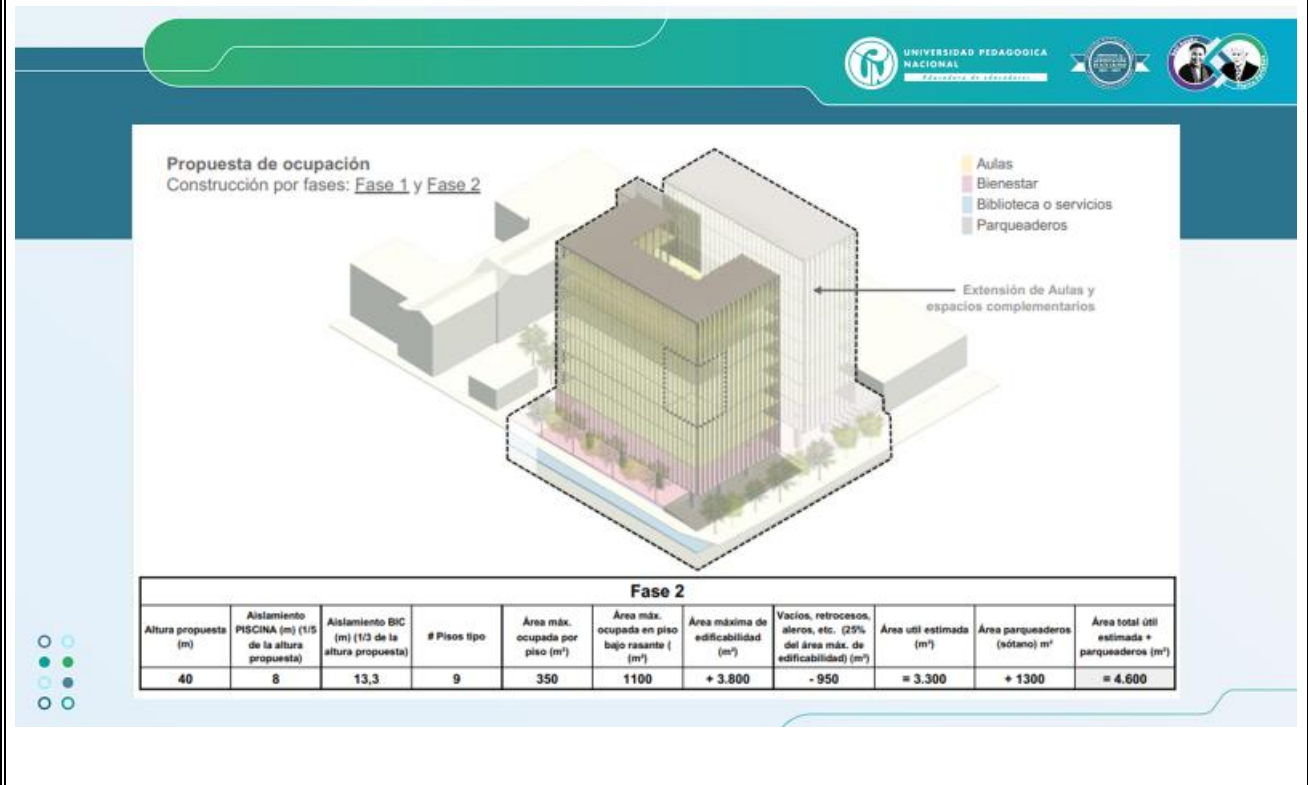 UNIVERSIDAD PEDAGOGICA
NACIONAL
Educadora de educadores
Propuesta de ocupación
Construcción por fases: Fase 1 y Fase 2
Aulas
Bienestar
Biblioteca o servicios
Parqueaderos
Extensión de Aulas y
espacios complementarios
Fase 2
Altura propuesta
(m)
Aislamiento
PISCINA (m) (1/5
de la altura
propuesta)
Aislamiento BIC
(m) (1/3 de la
altura propuesta)
# Pisos tipo
Área máx.
ocupada por
piso (m²)
Área máx.
ocupada en piso
bajo rasante (
(m²)
Área máxima de
edificabilidad
(m²)
Vacíos, retrocesos,
aleros, etc. (25%
del área máx. de
edificabilidad) (m²)
Área util estimada
(m²)
Área parqueaderos
(sótano) m²
Área total útil
estimada +
parqueaderos (m²)
40
8
13,3
9
350
1100
+ 3.800
- 950
= 3.300
+ 1300
= 4.600